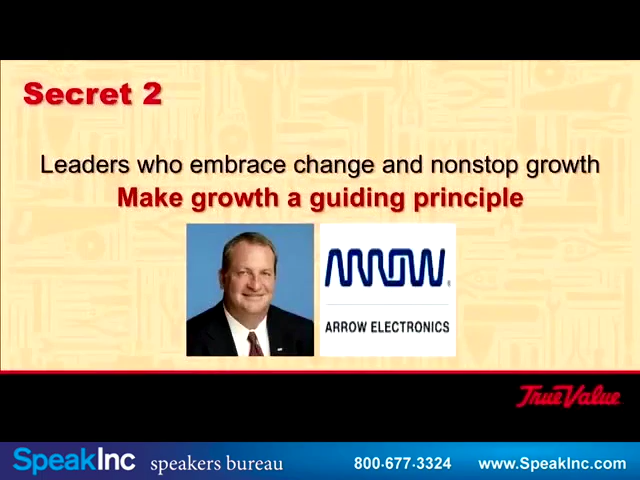 Secret 2
Leaders who embrace change and nonstop growth
Make growth a guiding principle
ARROW®
ARROW ELECTRONICS
True Value
SpeakInc speakers bureau 800-677-3324 www.SpeakInc.com